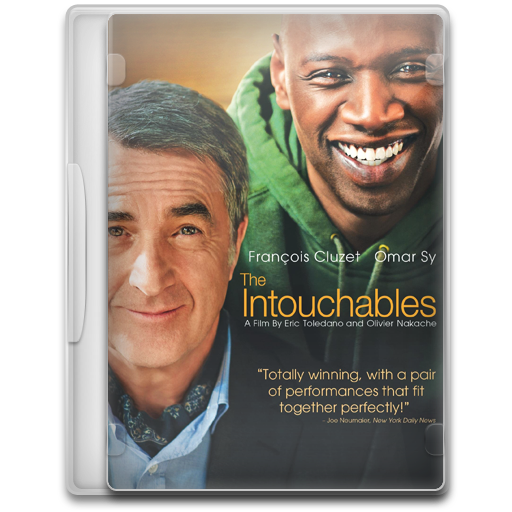 François Cluzet Omar Sy
The
Intouchables
A Film By Eric Toledano and Olivier Nakache
“Totally winning, with a pair
of performances that fit
together perfectly!”
- Joe Neumaier, New York Daily News